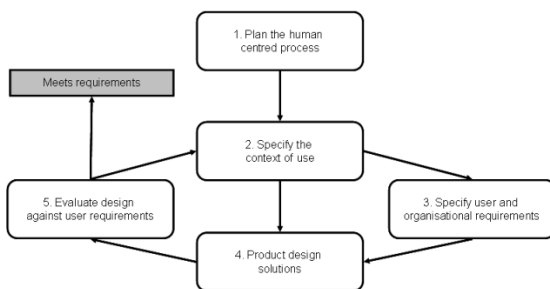 1. Plan the human
centred process
Meets requirements
2. Specify the
context of use
5. Evaluate design
against user requirements
3. Specify user and
organisational requirements
4. Product design
solutions